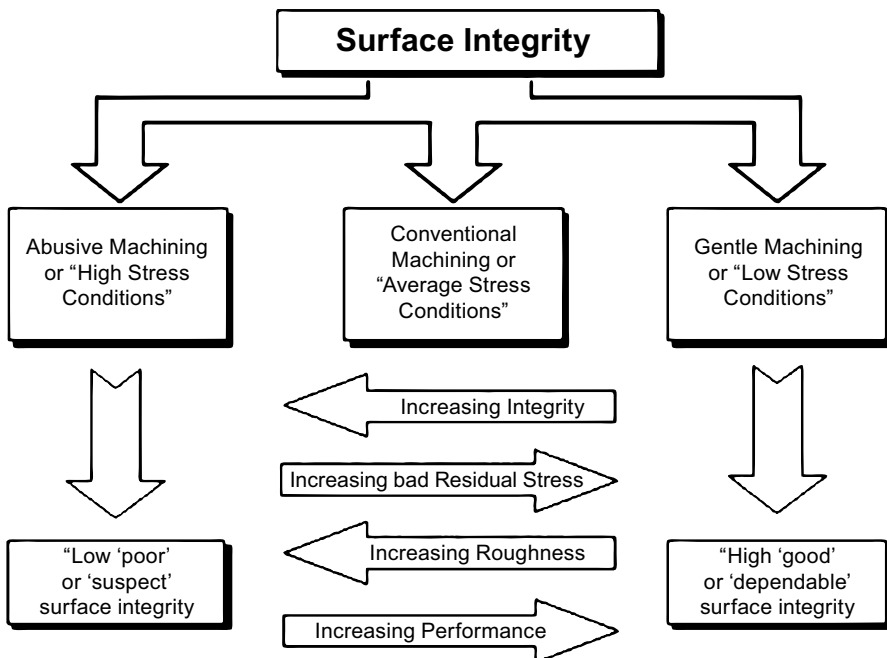 Surface Integrity
Abusive Machining
or “High Stress
Conditions”
Conventional
Machining or
“Average Stress
Conditions”
Gentle Machining
or “Low Stress
Conditions”
Increasing Integrity
Increasing bad Residual Stress
Increasing Roughness
Increasing Performance
“Low ‘poor’
or ‘suspect’
surface integrity
“High ‘good’
or ‘dependable’
surface integrity